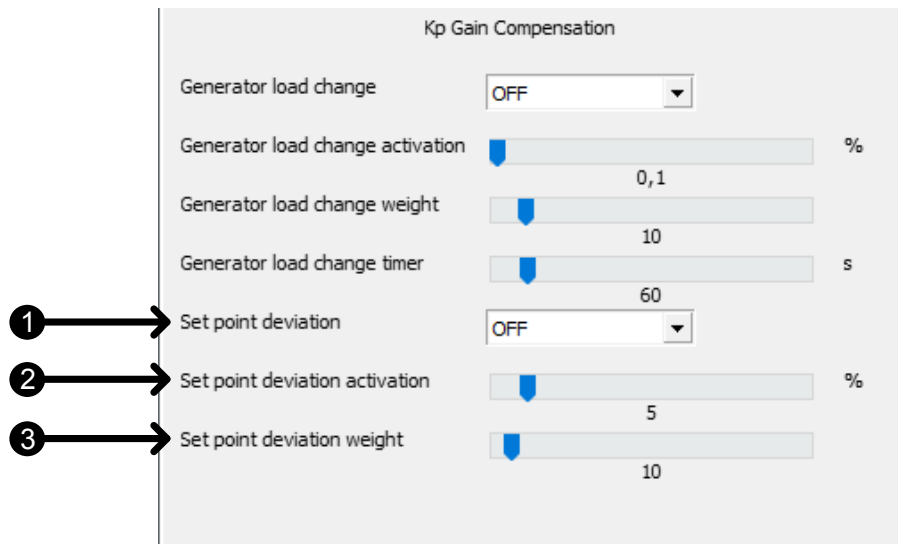 Kp Gain Compensation
Generator load change OFF
Generator load change activation %
0,1
Generator load change weight
10
Generator load change timer s
60
1 Set point deviation OFF
2 Set point deviation activation %
5
3 Set point deviation weight
10